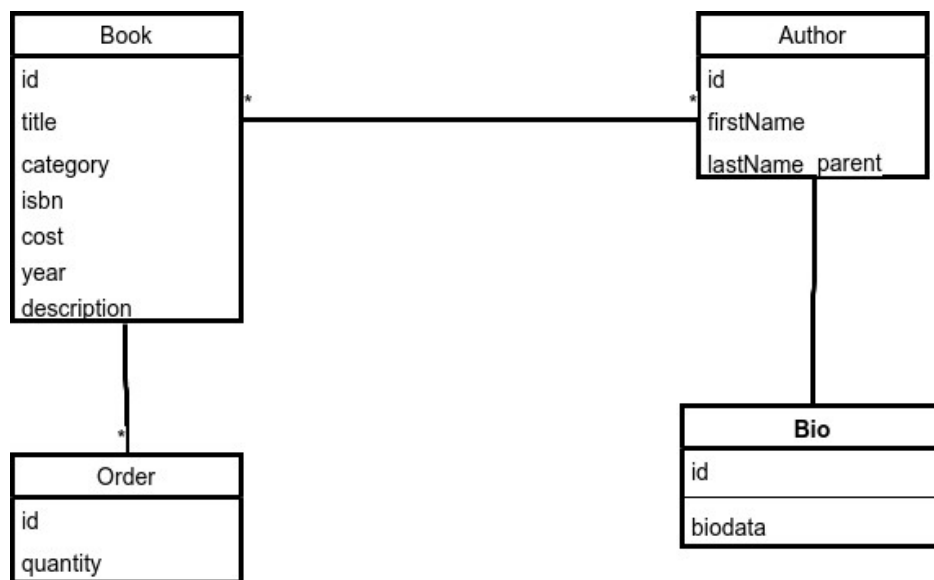 Book
id
title
category
isbn
cost
year
description
*
*
Author
id
firstName
lastName parent
*
Order
id
quantity
Bio
id
biodata